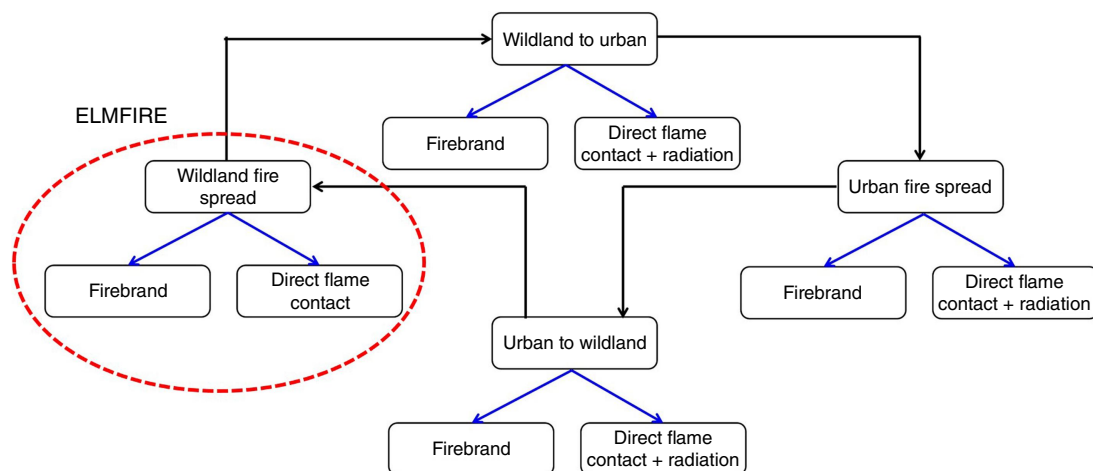 Wildland to urban
ELMFIRE
Firebrand
Direct flame
contact + radiation
Wildland fire
spread
Urban fire spread
Firebrand
Direct flame
contact
Firebrand
Direct flame
contact + radiation
Urban to wildland
Firebrand
Direct flame
contact + radiation